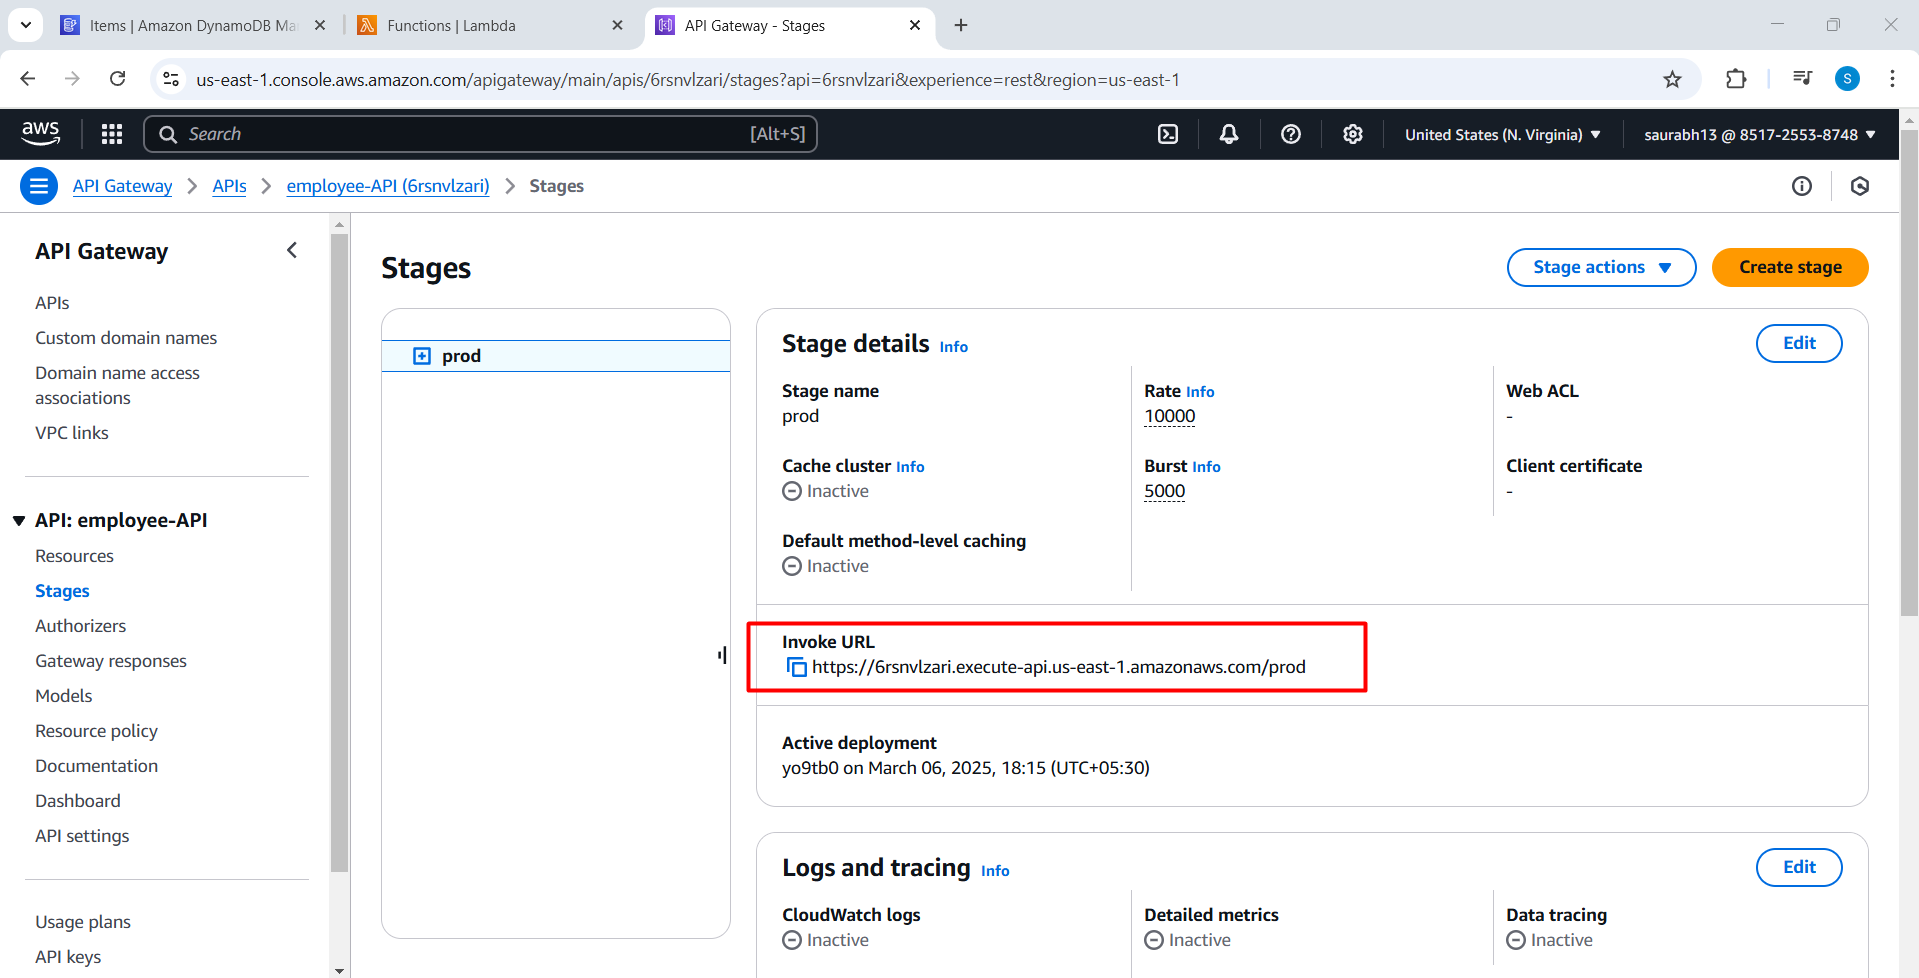 Items | Amazon DynamoDB Ma
Functions | Lambda
API Gateway - Stages
us-east-1.console.aws.amazon.com/apigateway/main/apis/6rsnvlzari/stages?api=6rsnvlzari&experience=rest&region=us-east-1
S
aws
Search
[Alt+S]
United States (N. Virginia)
saurabh13 @ 8517-2553-8748
API Gateway
APIs
employee-API (6rsnvlzari)
Stages
API Gateway
APIs
Custom domain names
Domain name access
associations
VPC links
API: employee-API
Resources
Stages
Authorizers
Gateway responses
Models
Resource policy
Documentation
Dashboard
API settings
Usage plans
API keys
Stages
Stage actions
Create stage
prod
Stage details Info
Edit
Stage name
prod
Rate Info
10000
Web ACL
-
Cache cluster Info
Inactive
Burst Info
5000
Client certificate
-
Default method-level caching
Inactive
Invoke URL
https://6rsnvlzari.execute-api.us-east-1.amazonaws.com/prod
Active deployment
yo9tb0 on March 06, 2025, 18:15 (UTC+05:30)
Logs and tracing Info
Edit
CloudWatch logs
Inactive
Detailed metrics
Inactive
Data tracing
Inactive